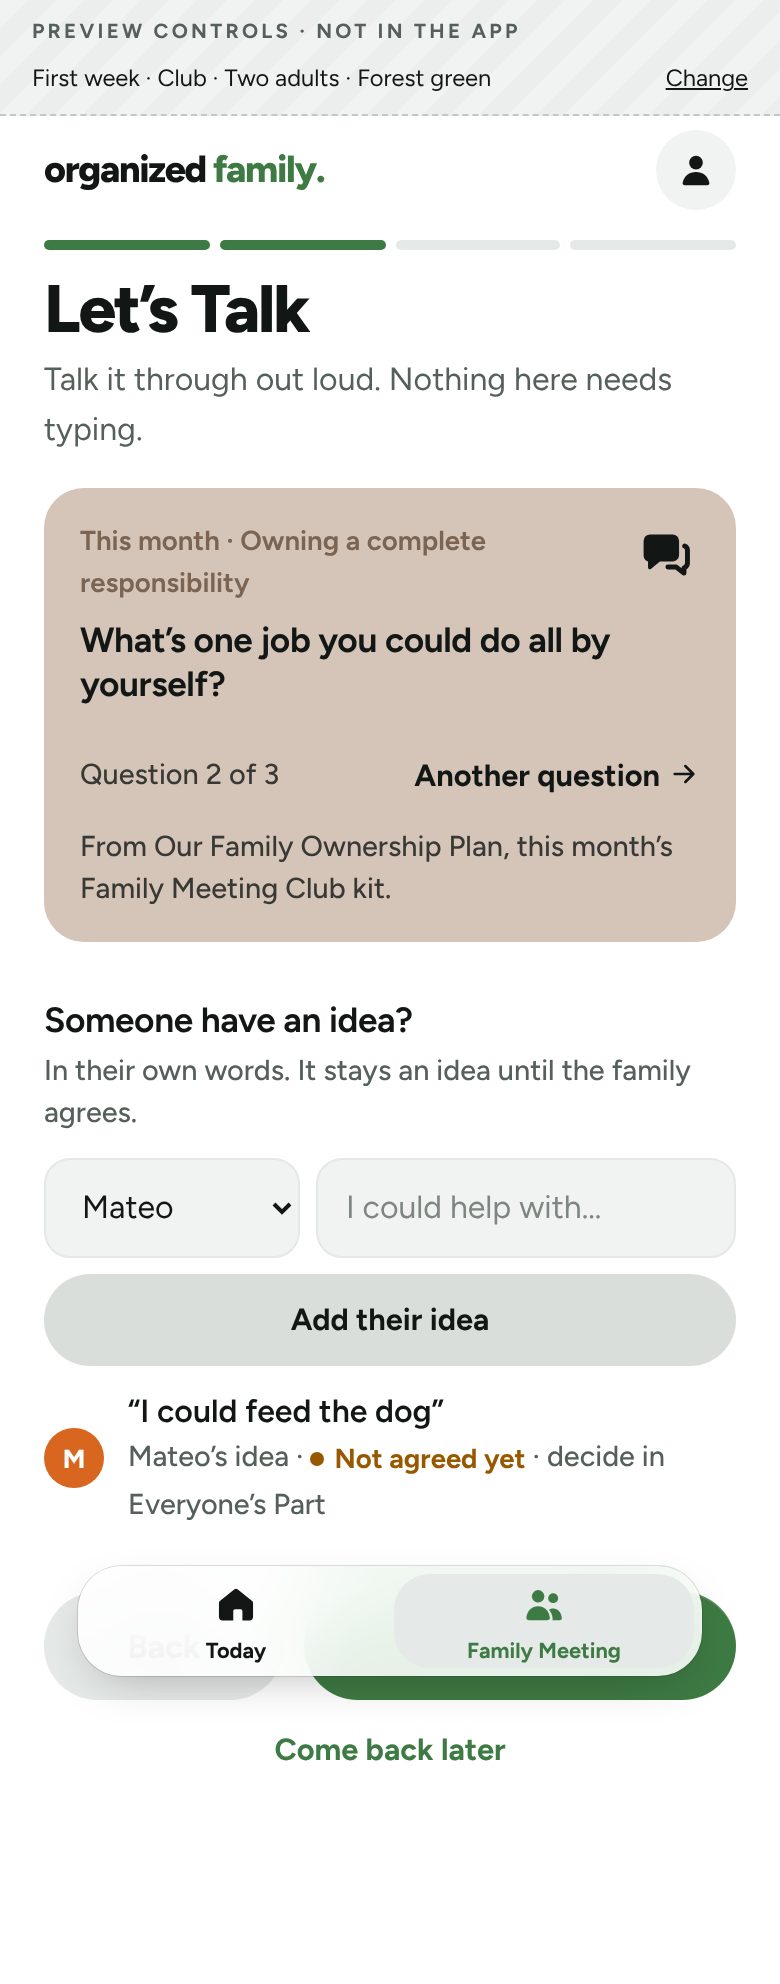 PREVIEW CONTROLS · NOT IN THE APP
First week · Club · Two adults · Forest green
Change
organized family.
Let’s Talk
Talk it through out loud. Nothing here needs
typing.
This month · Owning a complete
responsibility
What’s one job you could do all by
yourself?
Question 2 of 3
Another question →
From Our Family Ownership Plan, this month’s
Family Meeting Club kit.
Someone have an idea?
In their own words. It stays an idea until the family
agrees.
Mateo
I could help with...
Add their idea
“I could feed the dog”
M
Mateo’s idea · ● Not agreed yet · decide in
Everyone’s Part
Back
Today
Family Meeting
Come back later